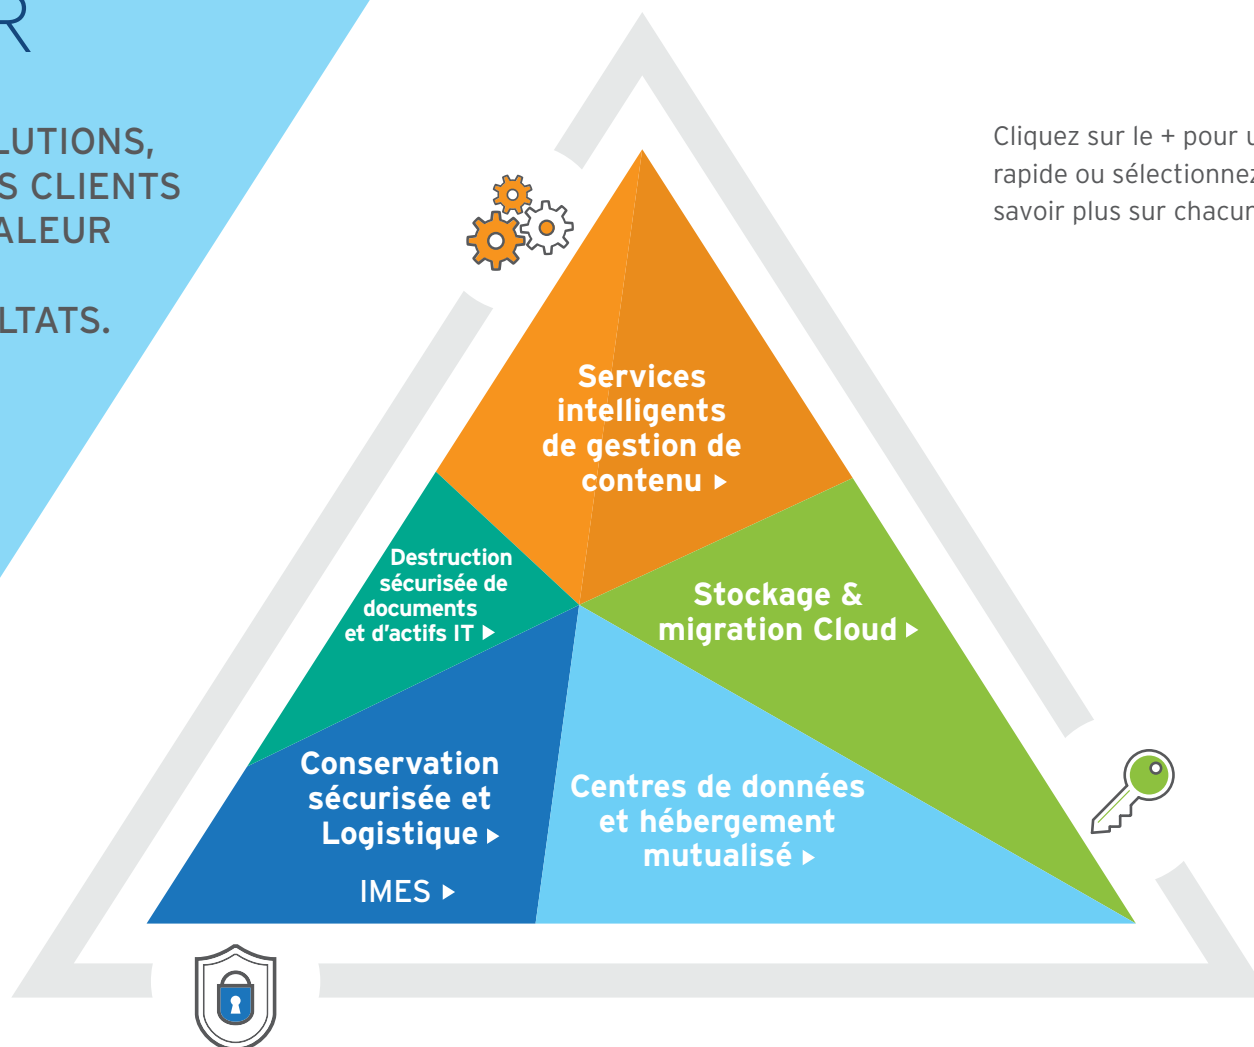 R
LUTIONS,
S CLIENTS
ALEUR
LTATS.
Cliquez sur le + pour u
rapide ou sélectionnez
savoir plus sur chacun
Services
intelligents
de gestion de
contenu
Destruction
sécurisée de
documents
et d'actifs IT
Stockage &
migration Cloud
Conservation
sécurisée et
Logistique
IMES
Centres de données
et hébergement
mutualisé